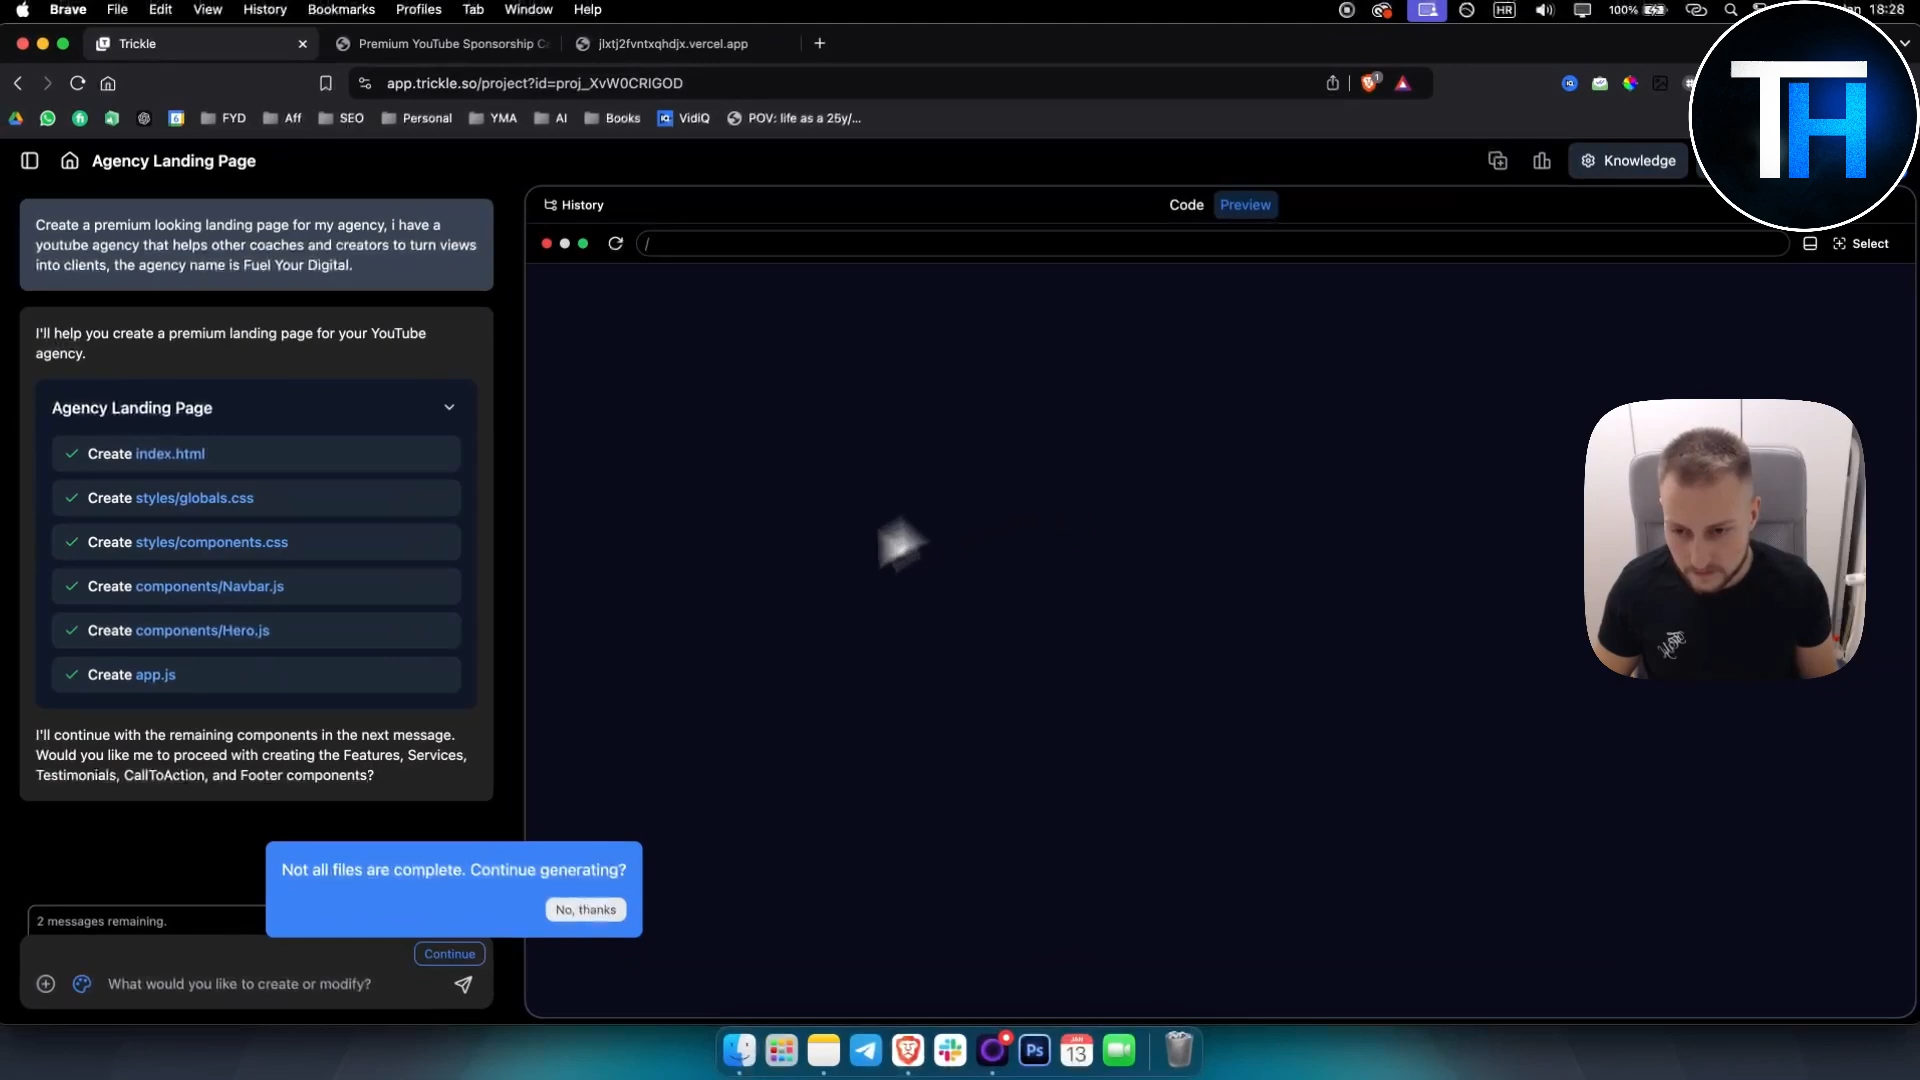 Brave File Edit View History Bookmarks Profiles Tab Window Help
HR 100% 18:28
Trickle
Premium YouTube Sponsorship Ca
jlxtj2fvntxqhdjx.vercel.app
app.trickle.so/project?id=proj_XvW0CRIGOD
1
6 FYD Aff SEO Personal YMA AI Books VidIQ POV: life as a 25y/...
TH
Agency Landing Page
Knowledge
Create a premium looking landing page for my agency, i have a
youtube agency that helps other coaches and creators to turn views
into clients, the agency name is Fuel Your Digital.
I'll help you create a premium landing page for your YouTube
agency.
Agency Landing Page
Create index.html
Create styles/globals.css
Create styles/components.css
Create components/Navbar.js
Create components/Hero.js
Create app.js
I'll continue with the remaining components in the next message.
Would you like me to proceed with creating the Features, Services,
Testimonials, CallToAction, and Footer components?
Not all files are complete. Continue generating?
No, thanks
2 messages remaining.
Continue
What would you like to create or modify?
History
Code Preview
/
Select
Ps
JAN
13